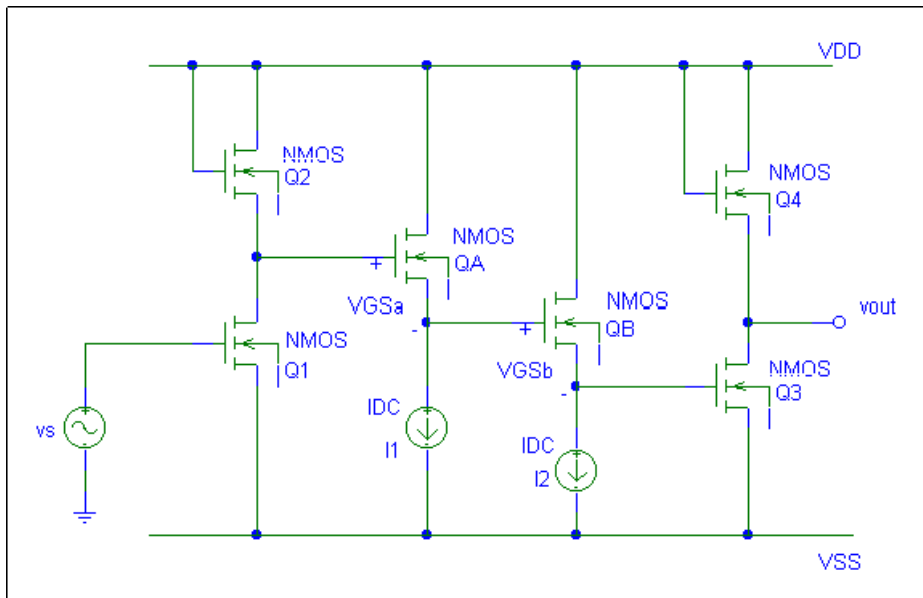 VDD
NMOS
Q2
NMOS
Q4
NMOS
QA
+
VGSa
-
NMOS
QB
+
VGSb
-
vout
NMOS
Q1
NMOS
Q3
vs
IDC
I1
IDC
I2
VSS